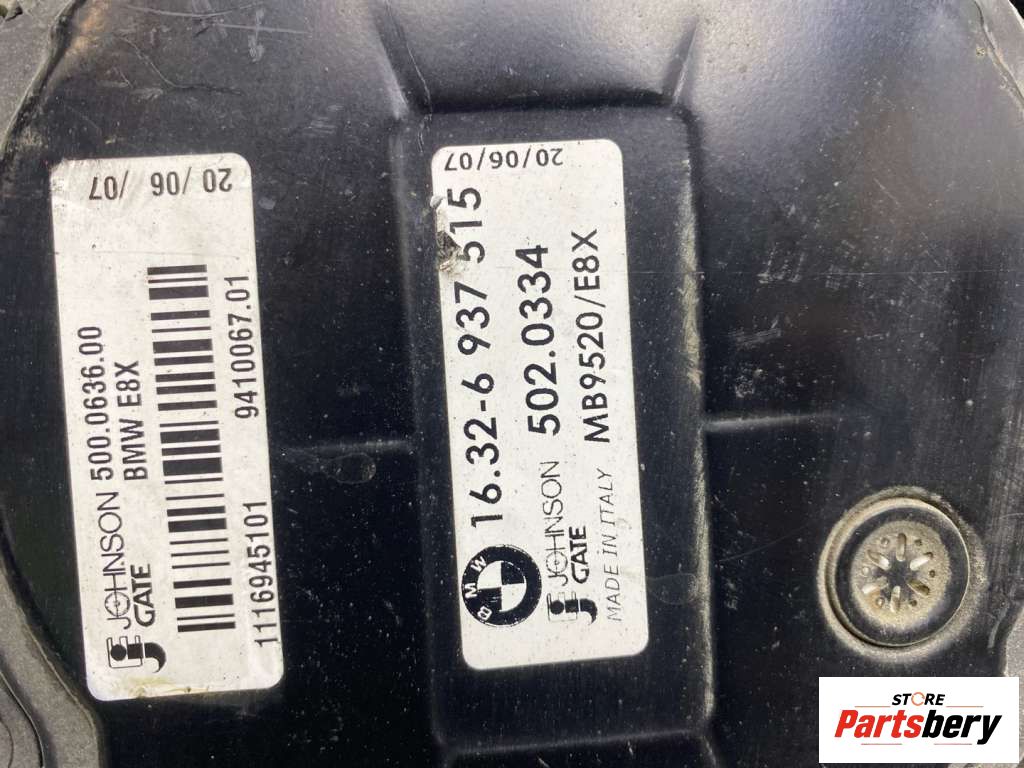 20/06
/07
JOHNSON 500.0636.00
GATE BMW E8X
1116945101 9410067.01
20/06/07
BMW 16.32-6 937 515
JOHNSON 502.0334
GATE MB9520/E8X
MADE IN ITALY
STORE
Partsbery